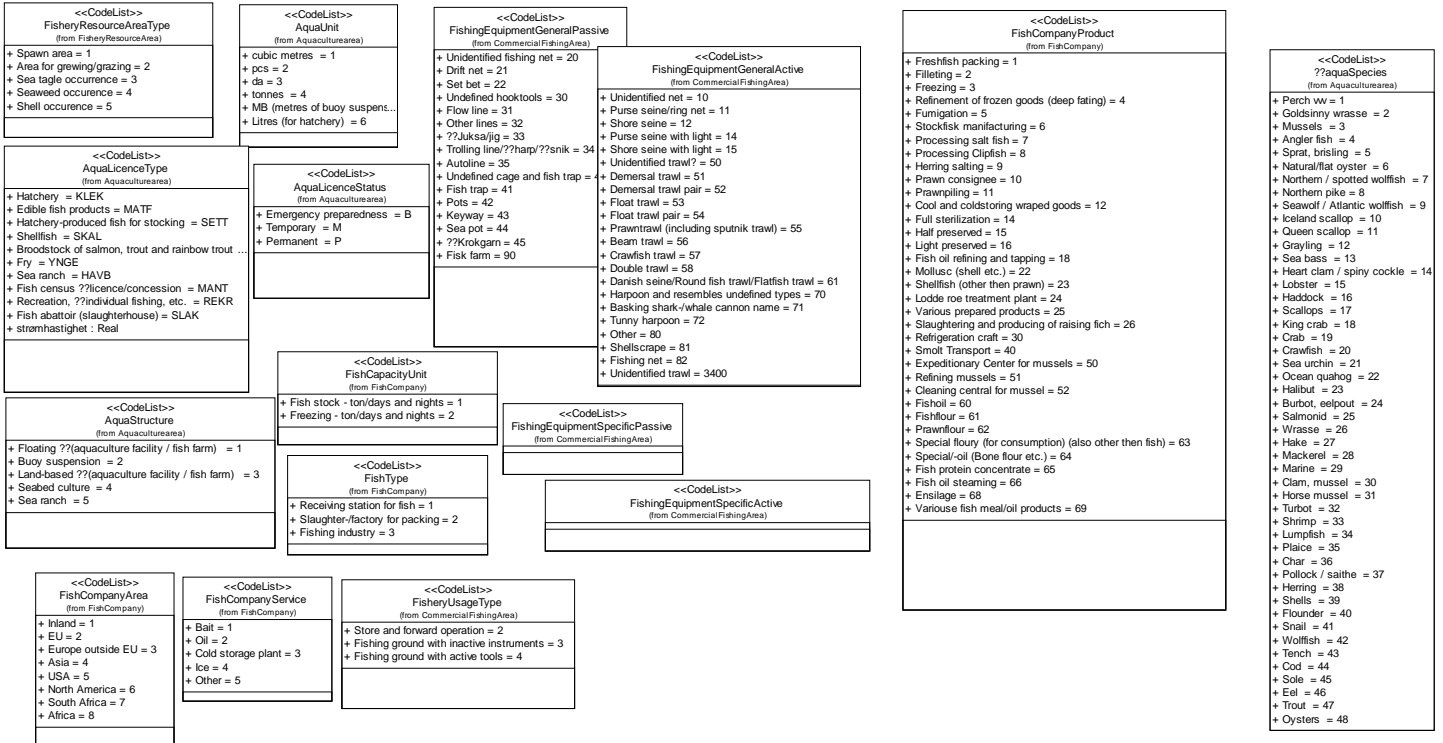 <<CodeList>>
FisheryResourceAreaType
(from FisheryResourceArea)
+ Spawn area = 1
+ Area for grewing/grazing = 2
+ Sea tagle occurrence = 3
+ Seaweed occurence = 4
+ Shell occurence = 5
<<CodeList>>
AquaUnit
(from Aquaculturearea)
+ cubic metres = 1
+ pcs = 2
+ da = 3
+ tonnes = 4
+ MB (metres of buoy suspens...
+ Litres (for hatchery) = 6
<<CodeList>>
FishingEquipmentGeneralPassive
(from CommercialFishingArea)
+ Unidentified fishing net = 20
+ Drift net = 21
+ Set bet = 22
+ Undefined hooktools = 30
+ Flow line = 31
+ Other lines = 32
+ ??Juksa/jig = 33
+ Trolling line/??harp/??snik = 34
+ Autoline = 35
+ Undefined cage and fish trap = 4
+ Fish trap = 41
+ Pots = 42
+ Keyway = 43
+ Sea pot = 44
+ ??Krokgarn = 45
+ Fisk farm = 90
<<CodeList>>
FishingEquipmentGeneralActive
(from CommercialFishingArea)
+ Unidentified net = 10
+ Purse seine/ring net = 11
+ Shore seine = 12
+ Purse seine with light = 14
+ Shore seine with light = 15
+ Unidentified trawl? = 50
+ Demersal trawl = 51
+ Demersal trawl pair = 52
+ Float trawl = 53
+ Float trawl pair = 54
+ Prawntrawl (including sputnik trawl) = 55
+ Beam trawl = 56
+ Crawfish trawl = 57
+ Double trawl = 58
+ Danish seine/Round fish trawl/Flatfish trawl = 61
+ Harpoon and resembles undefined types = 70
+ Basking shark-/whale cannon name = 71
+ Tunny harpoon = 72
+ Other = 80
+ Shellscrape = 81
+ Fishing net = 82
+ Unidentified trawl = 3400
<<CodeList>>
FishCompanyProduct
(from FishCompany)
+ Freshfish packing = 1
+ Filleting = 2
+ Freezing = 3
+ Refinement of frozen goods (deep fating) = 4
+ Fumigation = 5
+ Stockfisk manifacturing = 6
+ Processing salt fish = 7
+ Processing Clipfish = 8
+ Herring salting = 9
+ Prawn consignee = 10
+ Prawnpiling = 11
+ Cool and coldstoring wraped goods = 12
+ Full sterilization = 14
+ Half preserved = 15
+ Light preserved = 16
+ Fish oil refining and tapping = 18
+ Mollusc (shell etc.) = 22
+ Shellfish (other then prawn) = 23
+ Lodde roe treatment plant = 24
+ Various prepared products = 25
+ Slaughtering and producing of raising fich = 26
+ Refrigeration craft = 30
+ Smolt Transport = 40
+ Expeditionary Center for mussels = 50
+ Refining mussels = 51
+ Cleaning central for mussel = 52
+ Fishoil = 60
+ Fishflour = 61
+ Prawnflour = 62
+ Special floury (for consumption) (also other then fish) = 63
+ Special/-oil (Bone flour etc.) = 64
+ Fish protein concentrate = 65
+ Fish oil steaming = 66
+ Ensilage = 68
+ Variouse fish meal/oil products = 69
<<CodeList>>
??aquaSpecies
(from Aquaculturearea)
+ Perch vw = 1
+ Goldsinny wrasse = 2
+ Mussels = 3
+ Angler fish = 4
+ Sprat, brisling = 5
+ Natural/flat oyster = 6
+ Northern / spotted wolffish = 7
+ Northern pike = 8
+ Seawolf / Atlantic wolffish = 9
+ Iceland scallop = 10
+ Queen scallop = 11
+ Grayling = 12
+ Sea bass = 13
+ Heart clam / spiny cockle = 14
+ Lobster = 15
+ Haddock = 16
+ Scallops = 17
+ King crab = 18
+ Crab = 19
+ Crawfish = 20
+ Sea urchin = 21
+ Ocean quahog = 22
+ Halibut = 23
+ Burbot, eelpout = 24
+ Salmonid = 25
+ Wrasse = 26
+ Hake = 27
+ Mackerel = 28
+ Marine = 29
+ Clam, mussel = 30
+ Horse mussel = 31
+ Turbot = 32
+ Shrimp = 33
+ Lumpfish = 34
+ Plaice = 35
+ Char = 36
+ Pollock / saithe = 37
+ Herring = 38
+ Shells = 39
+ Flounder = 40
+ Snail = 41
+ Wolffish = 42
+ Tench = 43
+ Cod = 44
+ Sole = 45
+ Eel = 46
+ Trout = 47
+ Oysters = 48
<<CodeList>>
AquaLicenceType
(from Aquaculturearea)
+ Hatchery = KLEK
+ Edible fish products = MATF
+ Hatchery-produced fish for stocking = SETT
+ Shellfish = SKAL
+ Broodstock of salmon, trout and rainbow trout ...
+ Fry = YNGE
+ Sea ranch = HAVB
+ Fish census ??licence/concession = MANT
+ Recreation, ??individual fishing, etc. = REKR
+ Fish abattoir (slaughterhouse) = SLAK
+ strømhastighet : Real
<<CodeList>>
AquaLicenceStatus
(from Aquaculturearea)
+ Emergency preparedness = B
+ Temporary = M
+ Permanent = P
<<CodeList>>
FishCapacityUnit
(from FishCompany)
+ Fish stock - ton/days and nights = 1
+ Freezing - ton/days and nights = 2
<<CodeList>>
AquaStructure
(from Aquaculturearea)
+ Floating ??(aquaculture facility / fish farm) = 1
+ Buoy suspension = 2
+ Land-based ??(aquaculture facility / fish farm) = 3
+ Seabed culture = 4
+ Sea ranch = 5
<<CodeList>>
FishingEquipmentSpecificPassive
(from CommercialFishingArea)
<<CodeList>>
FishType
(from FishCompany)
+ Receiving station for fish = 1
+ Slaughter-/factory for packing = 2
+ Fishing industry = 3
<<CodeList>>
FishingEquipmentSpecificActive
(from CommercialFishingArea)
<<CodeList>>
FishCompanyArea
(from FishCompany)
+ Inland = 1
+ EU = 2
+ Europe outside EU = 3
+ Asia = 4
+ USA = 5
+ North America = 6
+ South Africa = 7
+ Africa = 8
<<CodeList>>
FishCompanyService
(from FishCompany)
+ Bait = 1
+ Oil = 2
+ Cold storage plant = 3
+ Ice = 4
+ Other = 5
<<CodeList>>
FisheryUsageType
(from CommercialFishingArea)
+ Store and forward operation = 2
+ Fishing ground with inactive instruments = 3
+ Fishing ground with active tools = 4